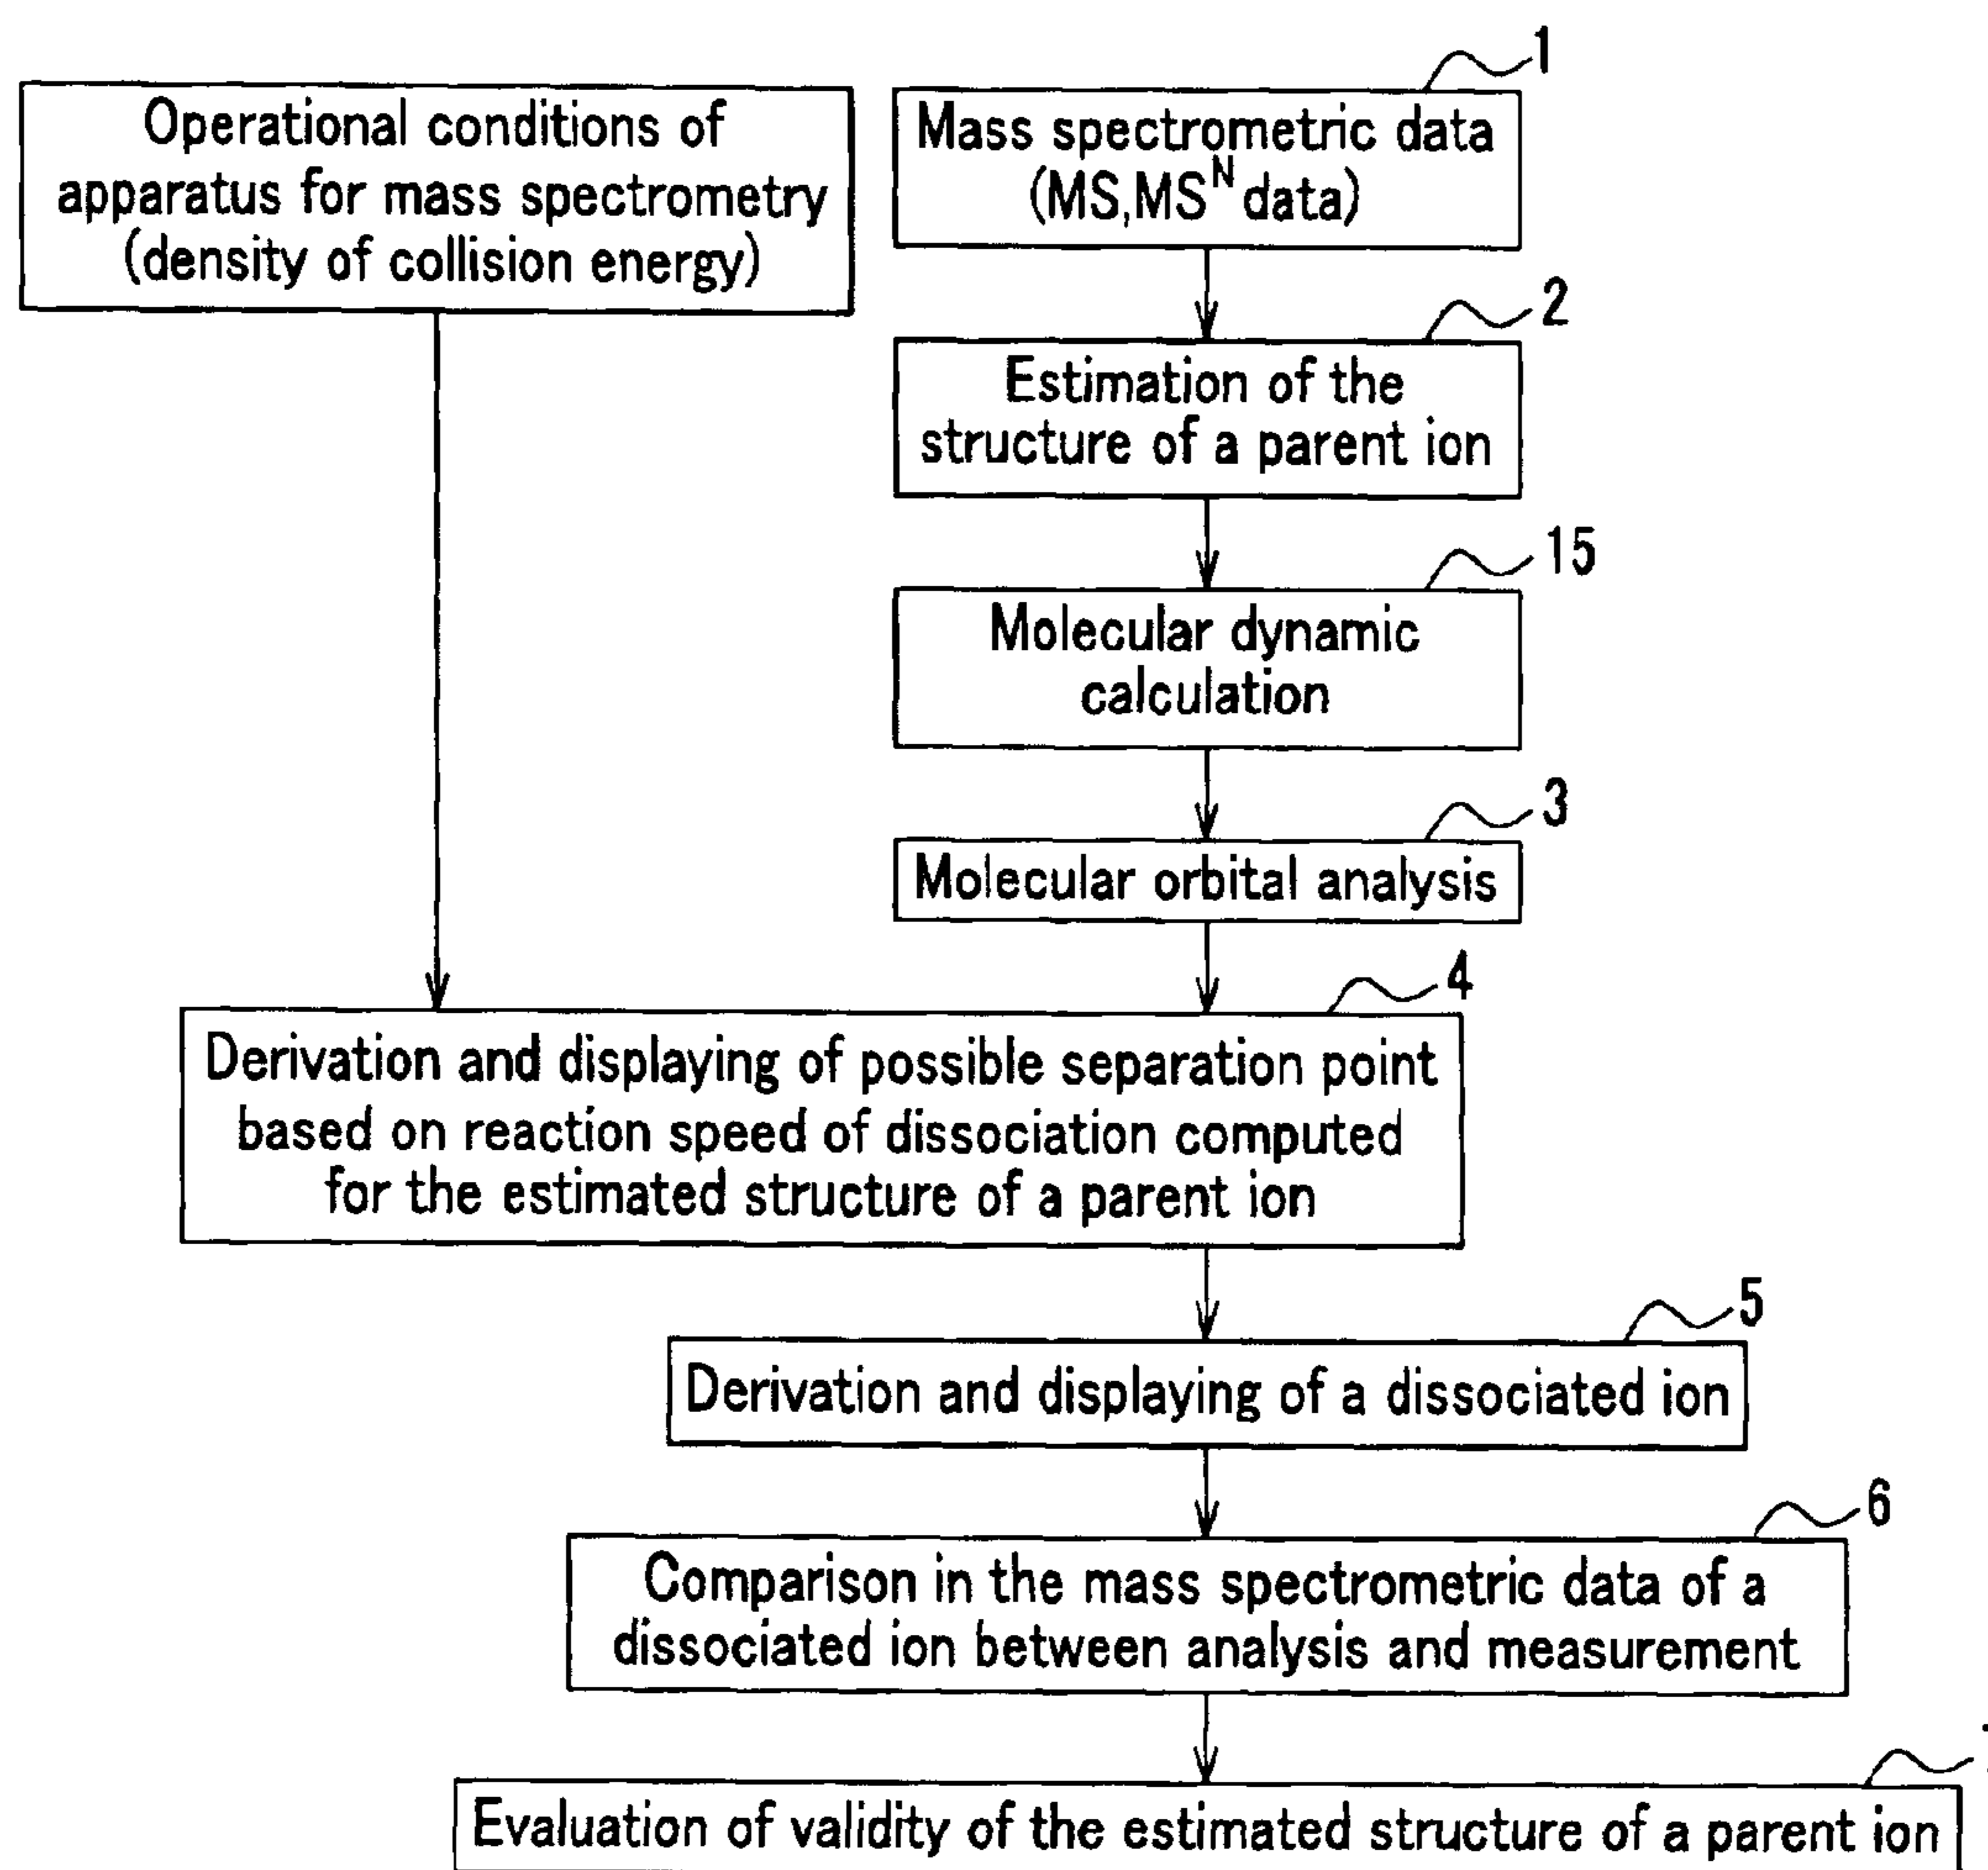 Operational conditions of
apparatus for mass spectrometry
(density of collision energy)
1
Mass spectrometric data
(MS,MS^N data)
2
Estimation of the
structure of a parent ion
15
Molecular dynamic
calculation
3
Molecular orbital analysis
4
Derivation and displaying of possible separation point
based on reaction speed of dissociation computed
for the estimated structure of a parent ion
5
Derivation and displaying of a dissociated ion
6
Comparison in the mass spectrometric data of a
dissociated ion between analysis and measurement
Evaluation of validity of the estimated structure of a parent ion